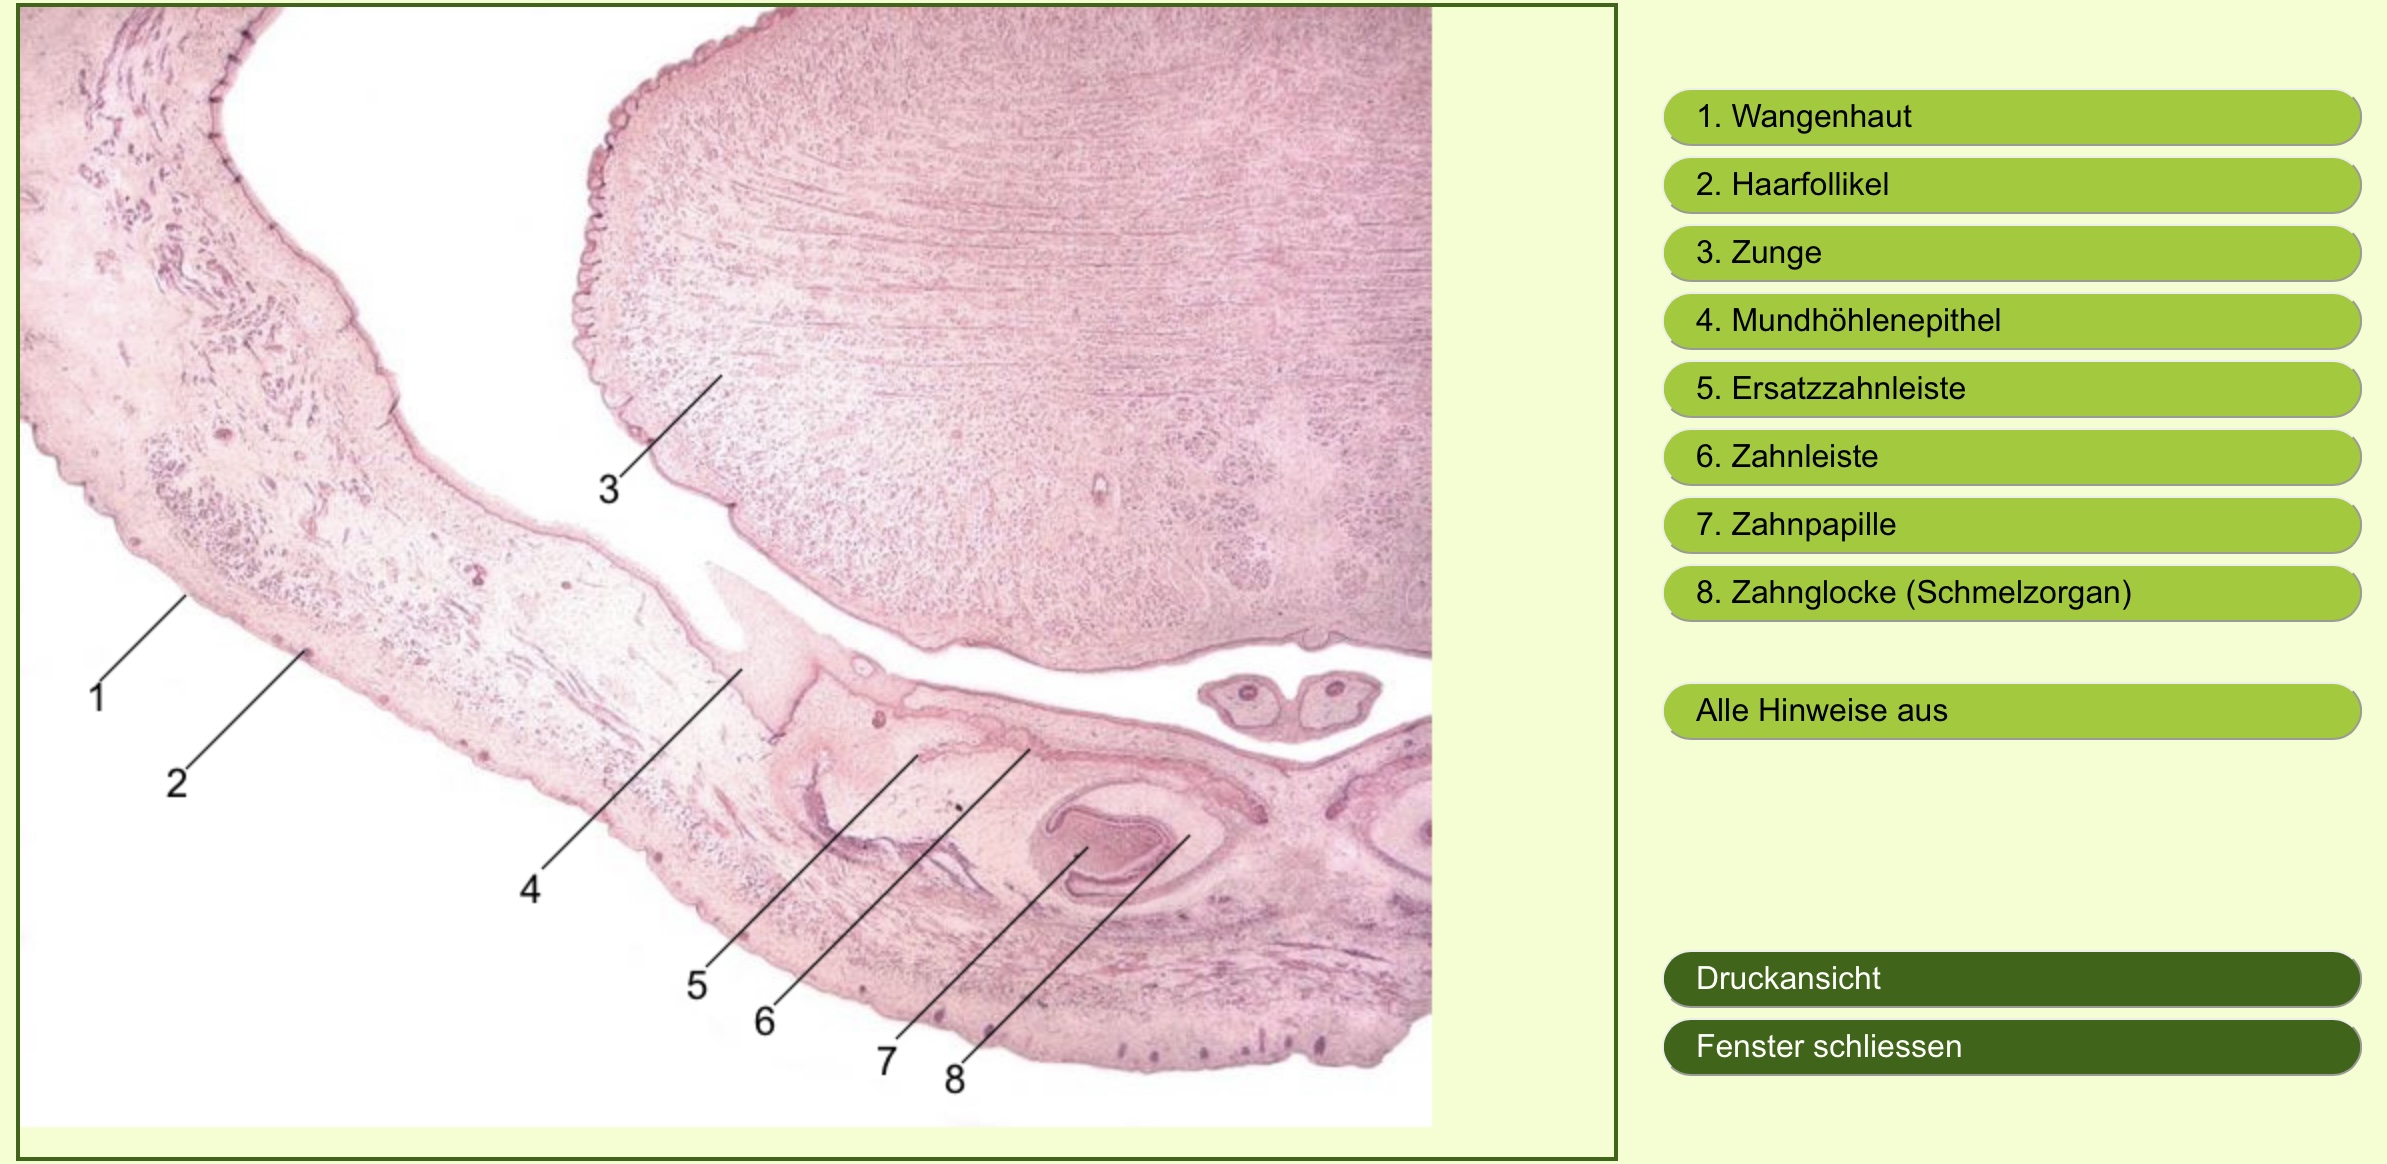 3
1
2
4
5
6
7
8
1. Wangenhaut
2. Haarfollikel
3. Zunge
4. Mundhöhlenepithel
5. Ersatzzahnleiste
6. Zahnleiste
7. Zahnpapille
8. Zahnglocke (Schmelzorgan)
Alle Hinweise aus
Druckansicht
Fenster schliessen